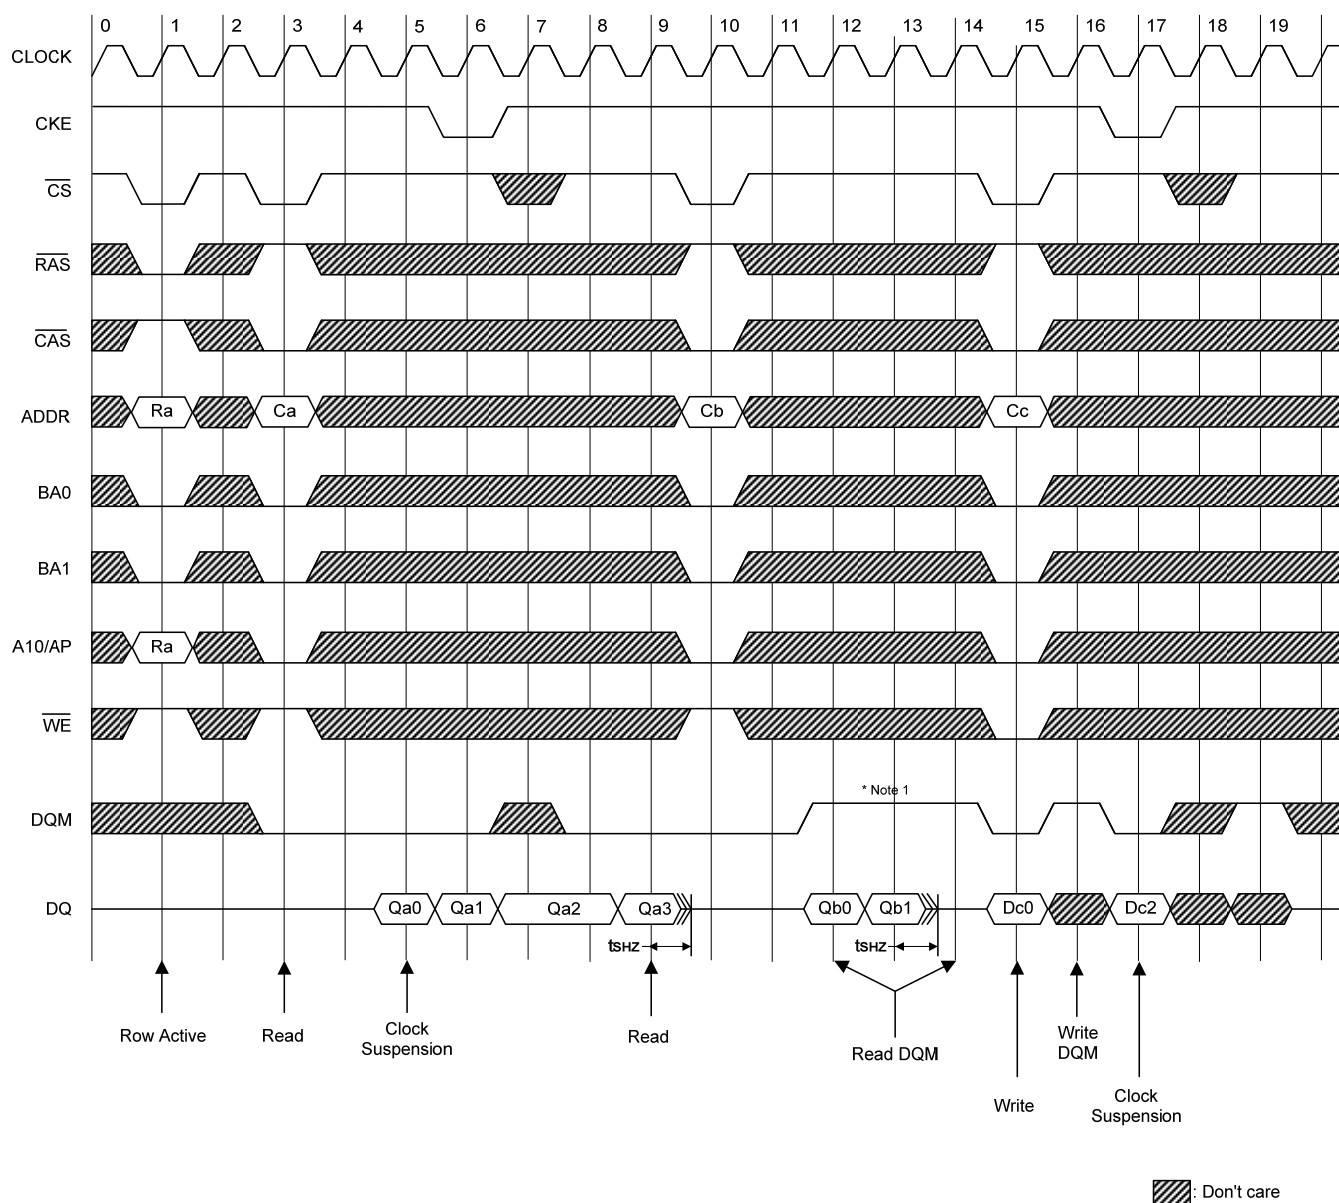 0 1 2 3 4 5 6 7 8 9 10 11 12 13 14 15 16 17 18 19
CLOCK
CKE
CS
RAS
CAS
ADDR Ra Ca Cb Cc
BA0
BA1
A10/AP Ra
WE
* Note 1
DQM
DQ Qa0 Qa1 Qa2 Qa3 Qb0 Qb1 Dc0 Dc2
tSHZ tSHZ
Row Active
Read
Clock
Suspension
Read
Read DQM
Write
Write
DQM
Clock
Suspension
: Don't care